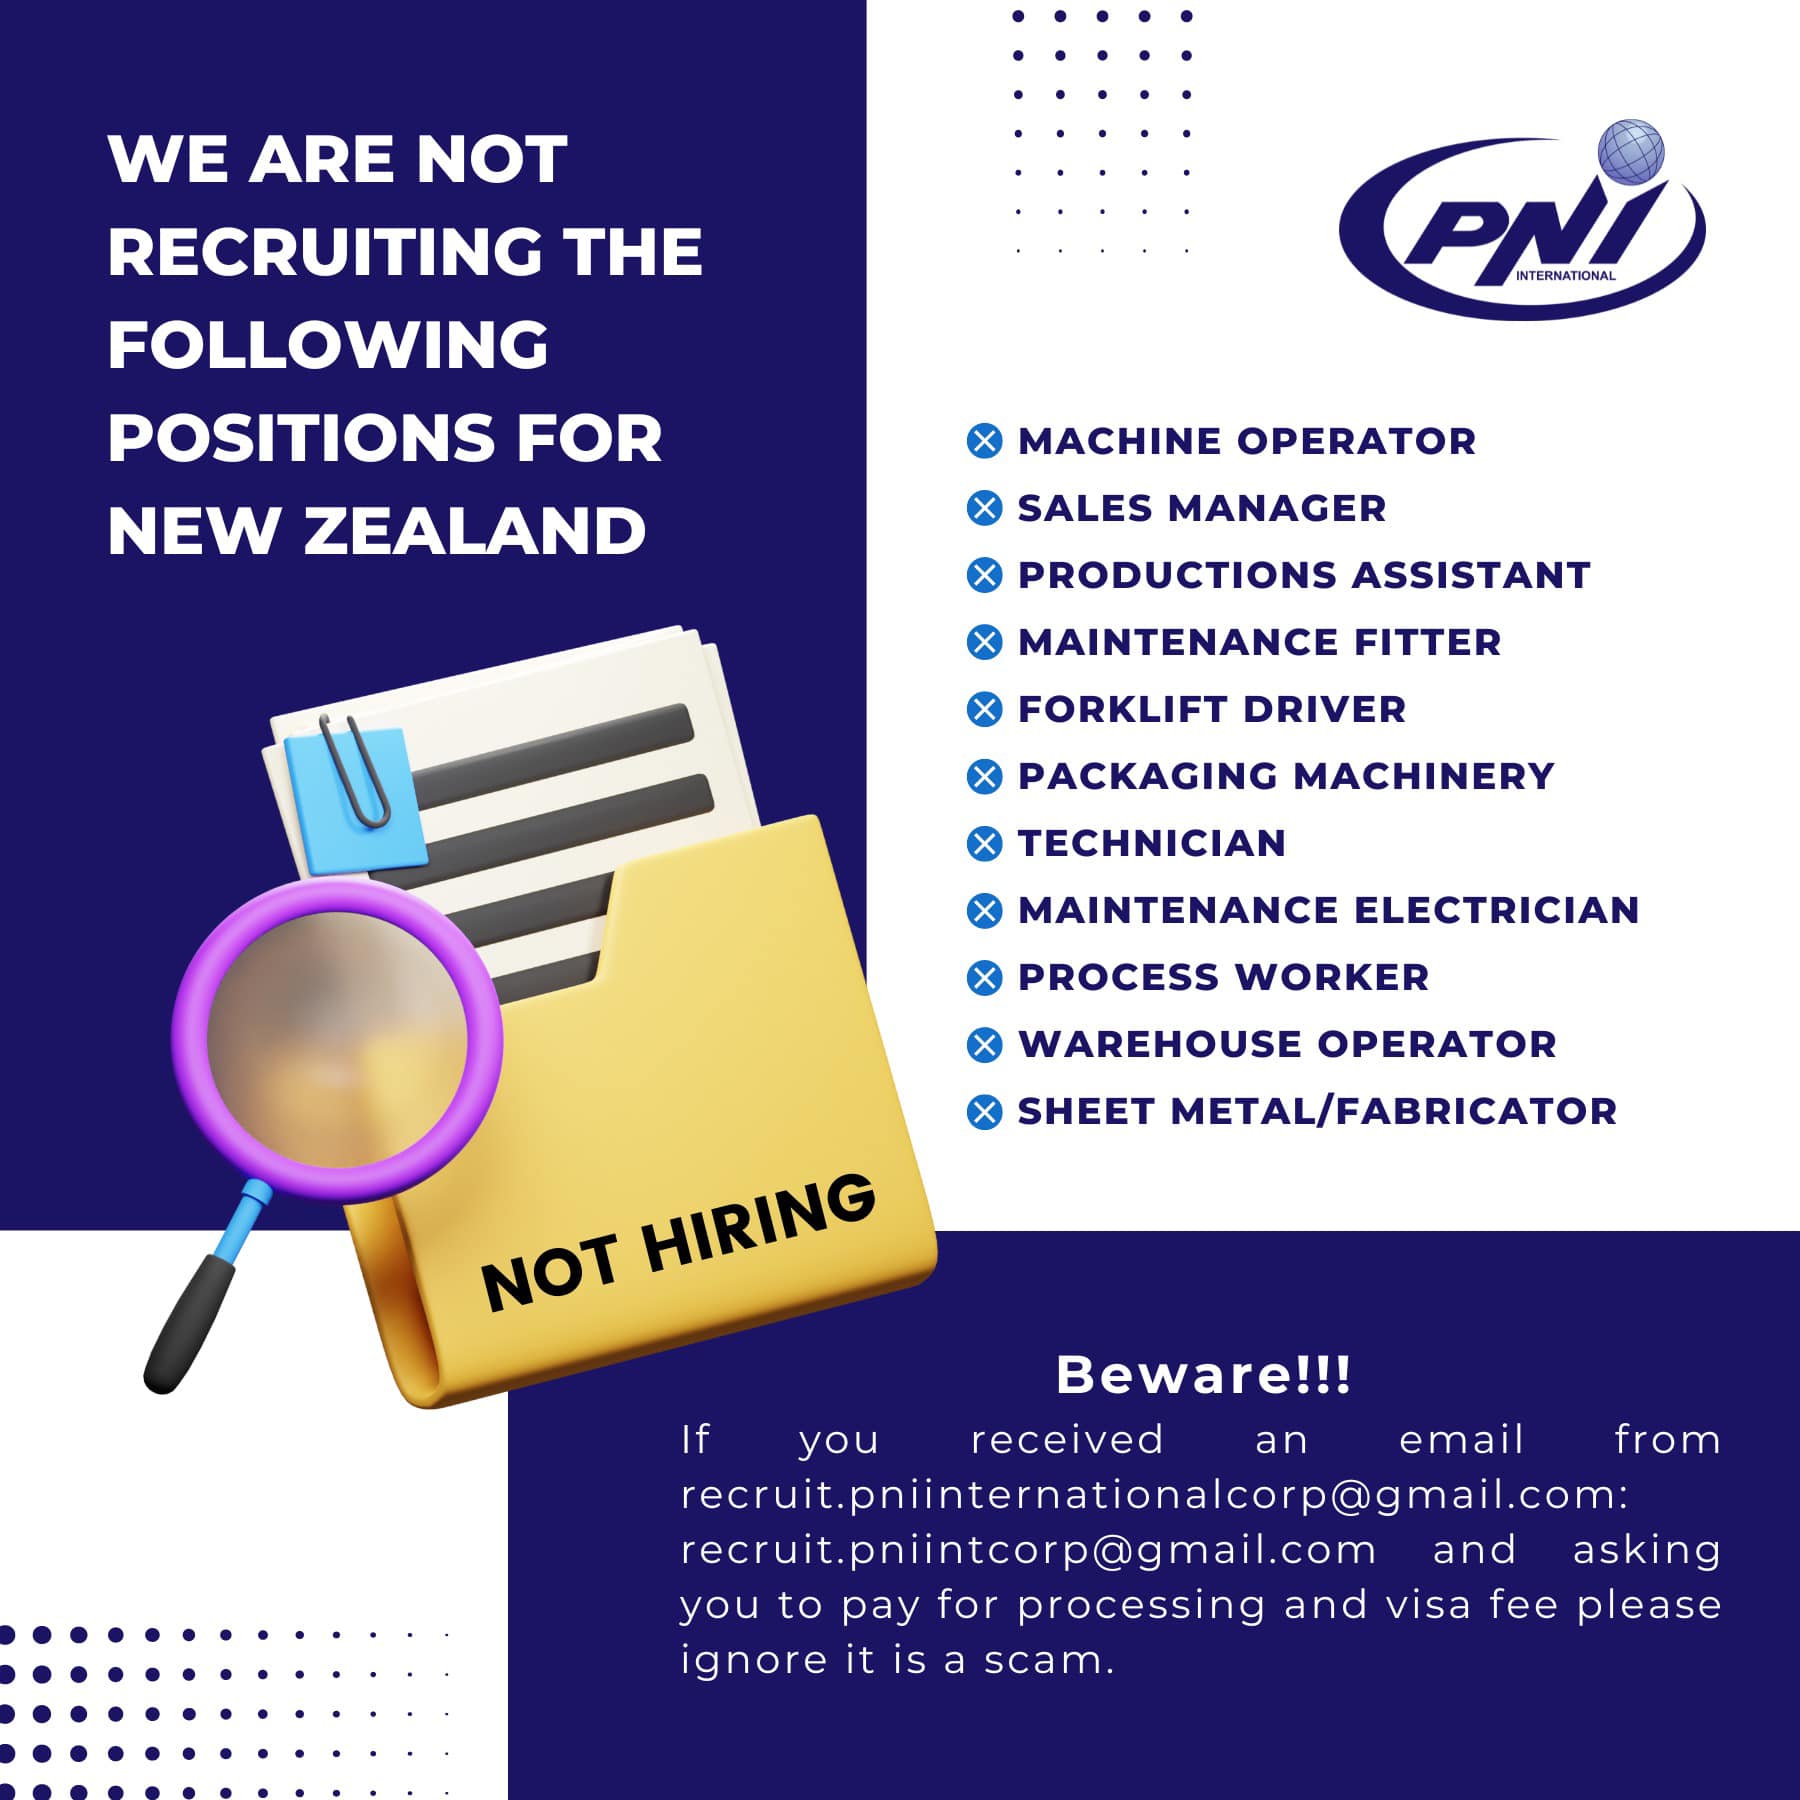 WE ARE NOT
RECRUITING THE
FOLLOWING
POSITIONS FOR
NEW ZEALAND
PNI
INTERNATIONAL
MACHINE OPERATOR
SALES MANAGER
PRODUCTIONS ASSISTANT
MAINTENANCE FITTER
FORKLIFT DRIVER
PACKAGING MACHINERY
TECHNICIAN
MAINTENANCE ELECTRICIAN
PROCESS WORKER
WAREHOUSE OPERATOR
SHEET METAL/FABRICATOR
NOT HIRING
Beware!!!
If you received an email from
recruit.pniinternationalcorp@gmail.com:
recruit.pniintcorp@gmail.com and asking
you to pay for processing and visa fee please
ignore it is a scam.